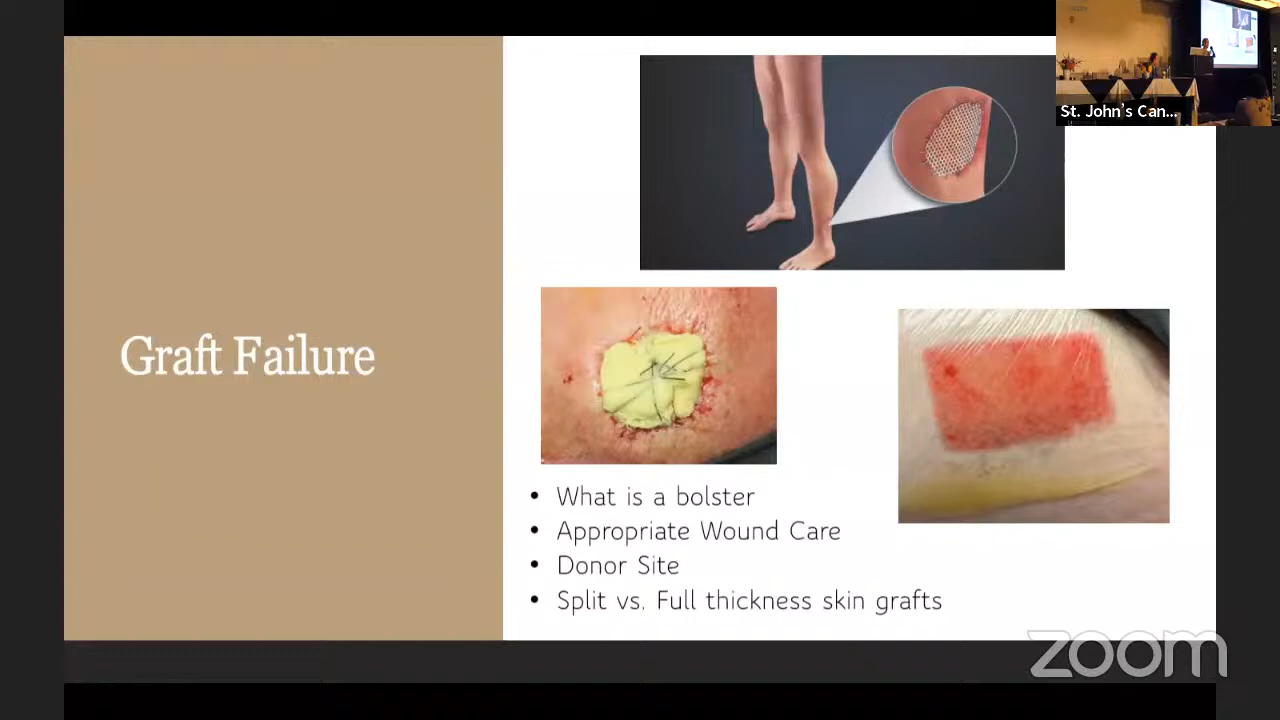 St. John's Can...
Graft Failure
• What is a bolster
• Appropriate Wound Care
• Donor Site
• Split vs. Full thickness skin grafts
zoom